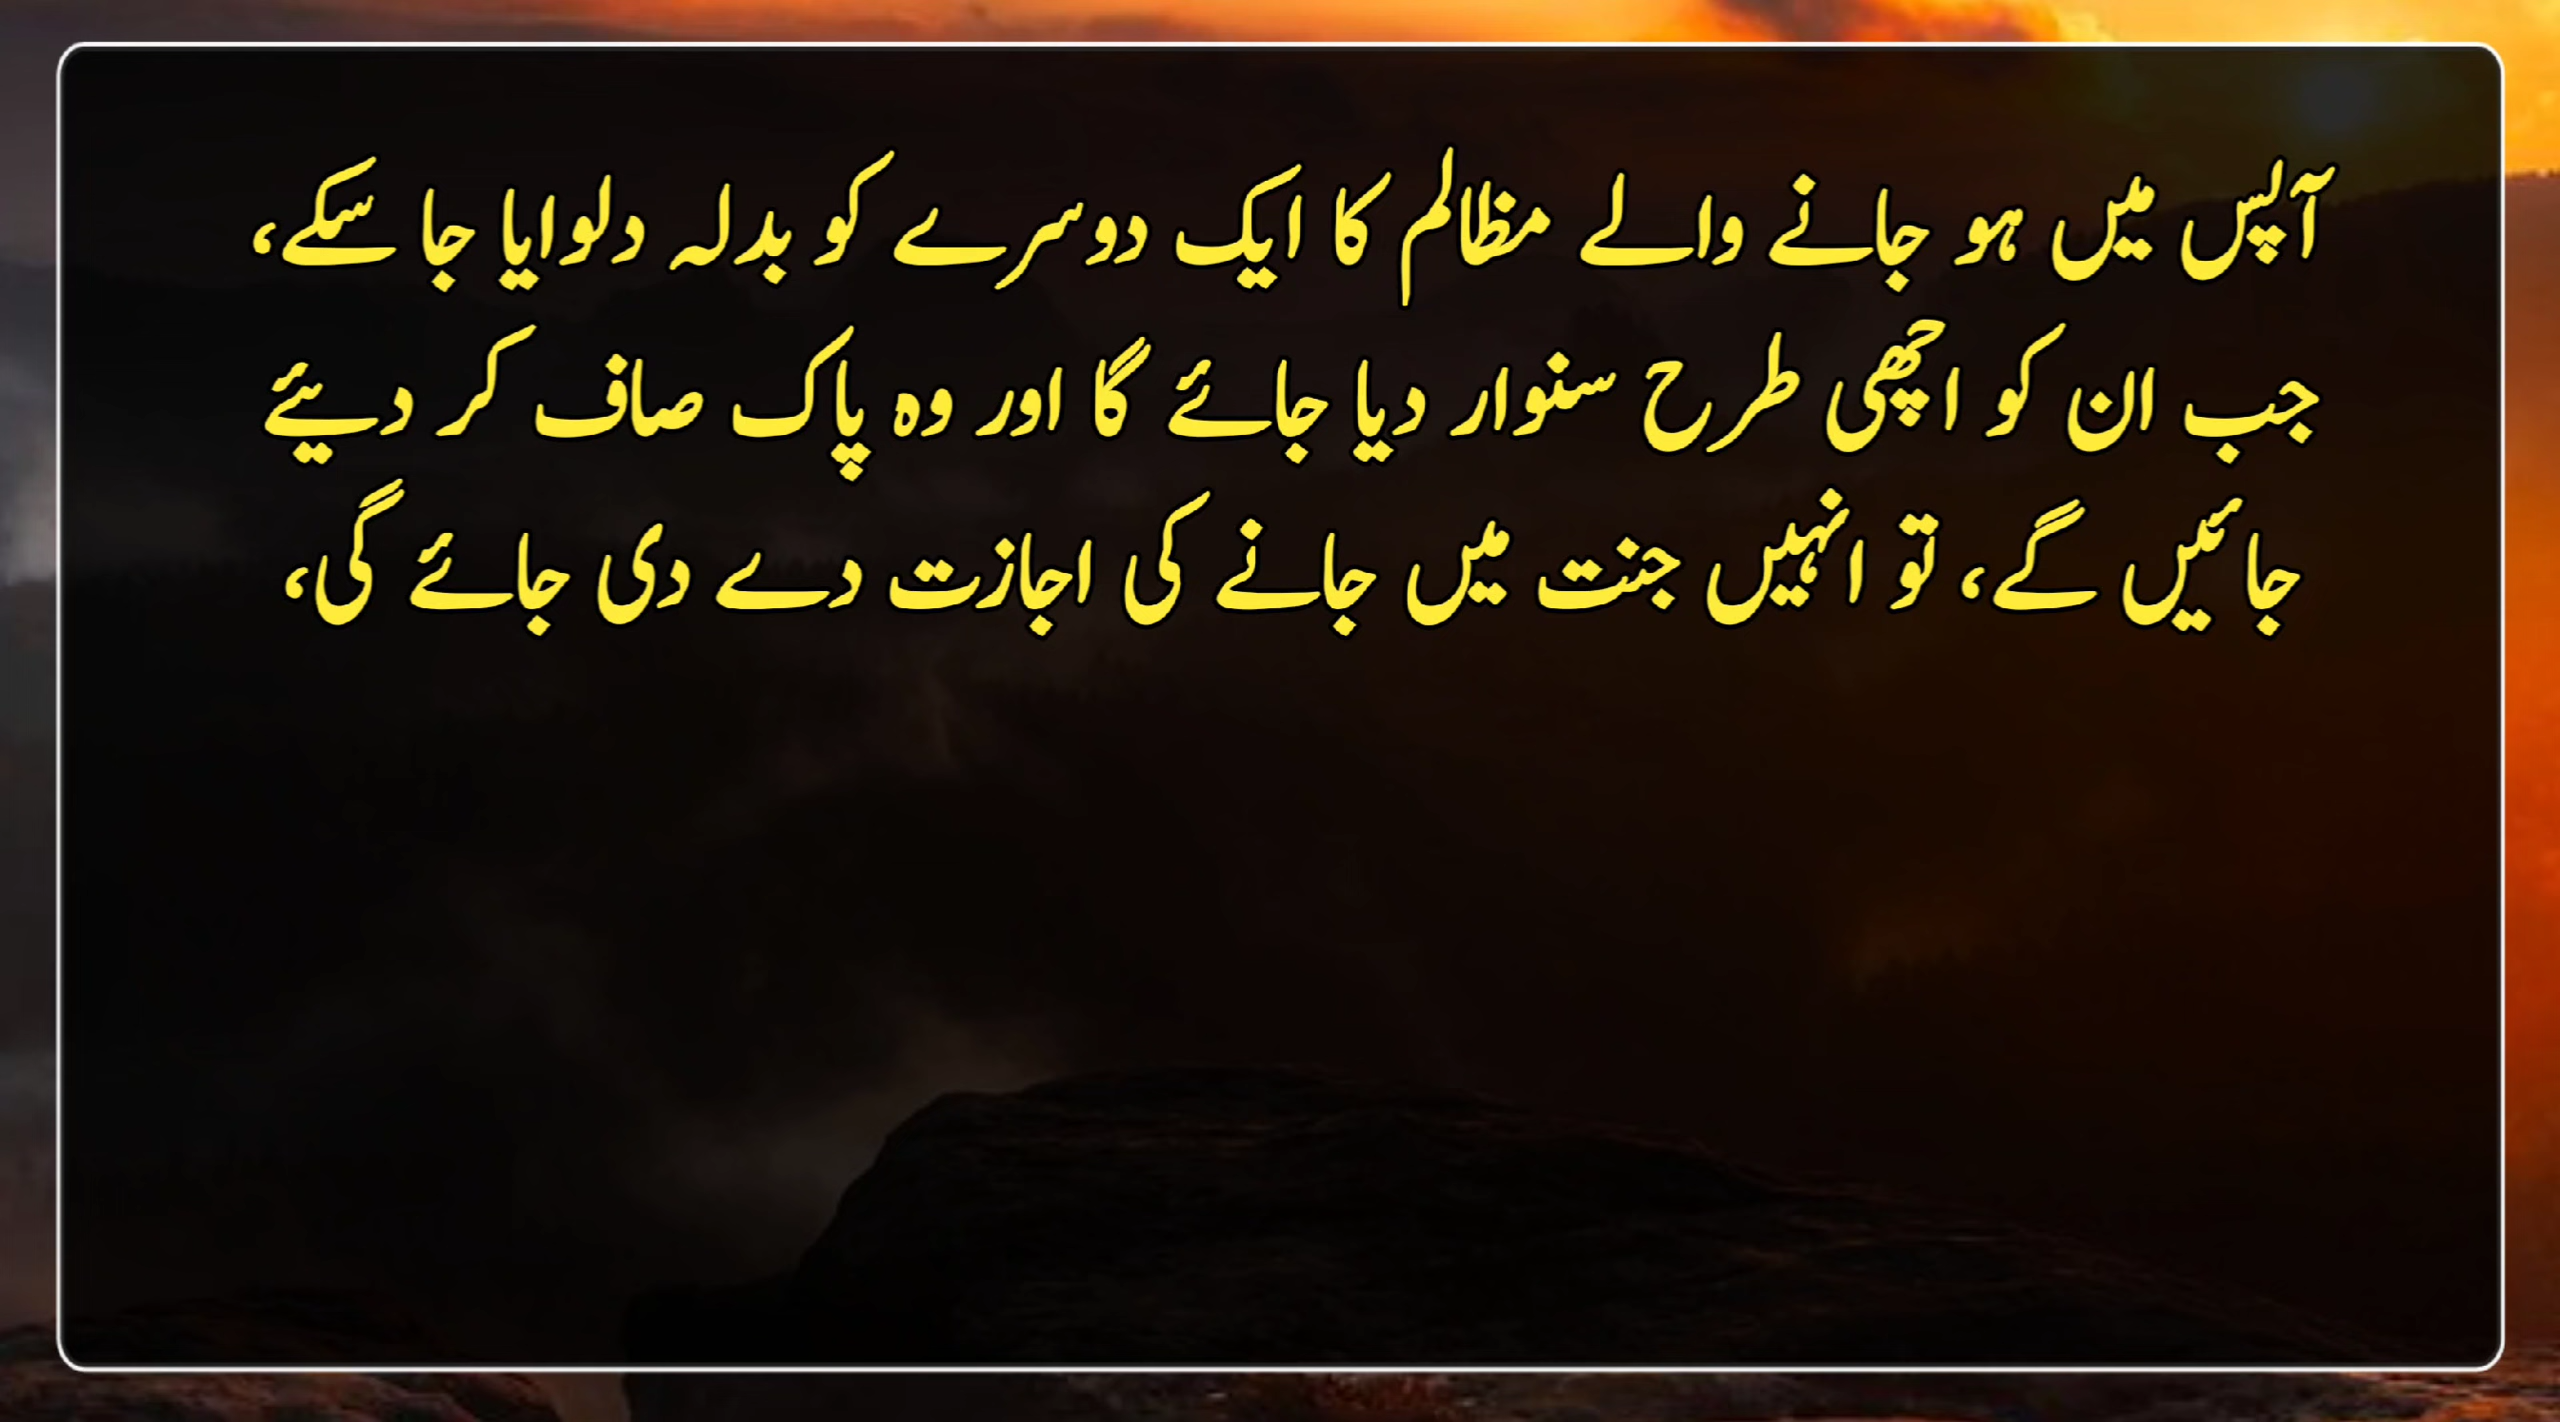 آپس میں ہو جانے والے مظالم کا ایک دوسرے کو بدلہ دلوایا جا سکے،
جب ان کو اچھی طرح سنوار دیا جائے گا اور وہ پاک صاف کر دیئے
جائیں گے، تو انہیں جنت میں جانے کی اجازت دے دی جائے گی،